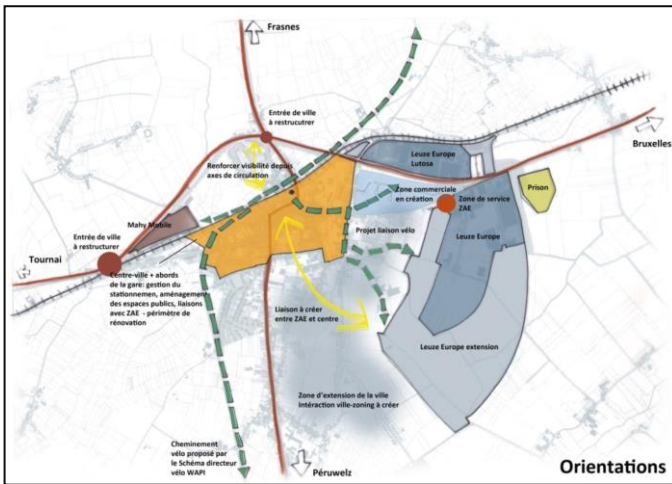 Frasnes
Entrée de ville
à restrucutrer
Bruxelles
Renforcer visibilité depuis
axes de circulation
Leuze Europe
Lutosa
Zone commerciale
en création
Zone de service
ZAE
Prison
Mahy Mobile
Entrée de ville
à restructurer
Projet liaison vélo
Leuze Europe
Tournai
Centre-ville + abords
de la gare: gestion du
stationnemen, aménagement
des espaces publics, liaisons
avec ZAE - périmètre de
rénovation
Liaison à créer
entre ZAE et centre
Leuze Europe extension
Zone d'extension de la ville
Intéraction ville-zoning à créer
Cheminement
vélo proposé par
le Schéma directeur
vélo WAPI
Péruwelz
Orientations